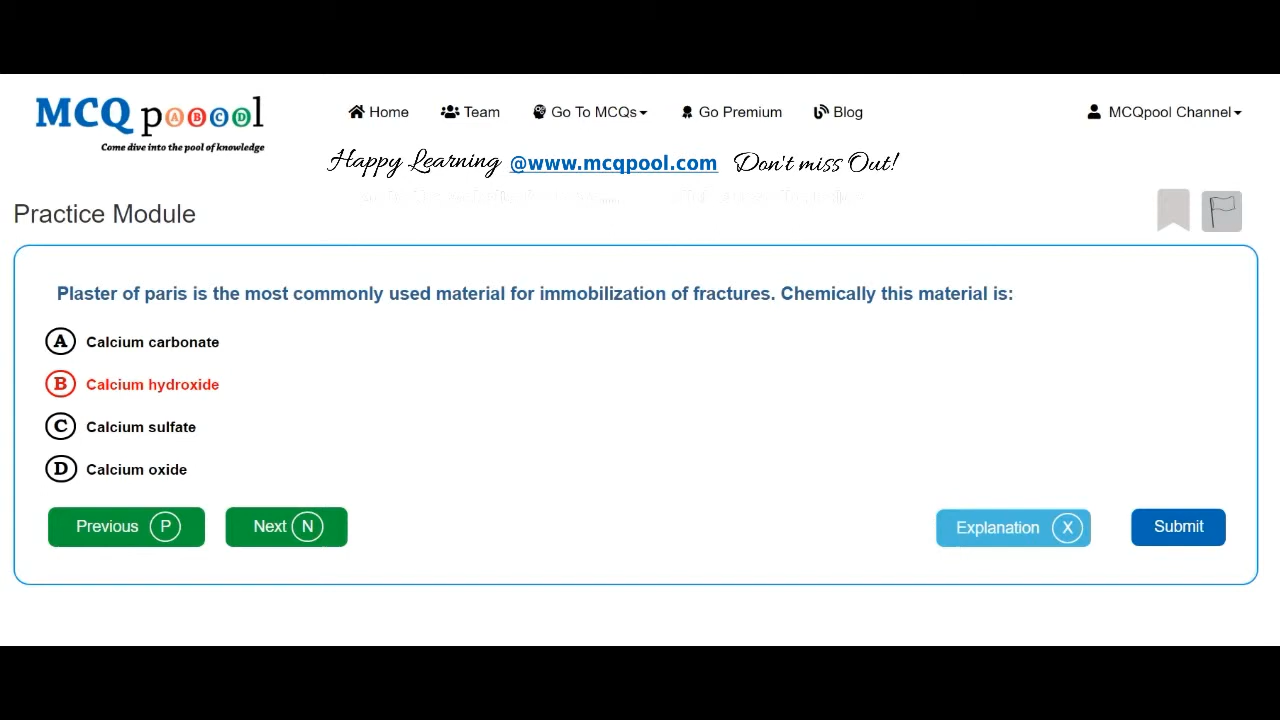 MCQ pABCDl
Come dive into the pool of knowledge
Home Team Go To MCQs Go Premium Blog MCQpool Channel
Happy Learning @www.mcqpool.com Don't miss Out!
Practice Module
Plaster of paris is the most commonly used material for immobilization of fractures. Chemically this material is:
A Calcium carbonate
B Calcium hydroxide
C Calcium sulfate
D Calcium oxide
Previous P Next N Explanation X Submit